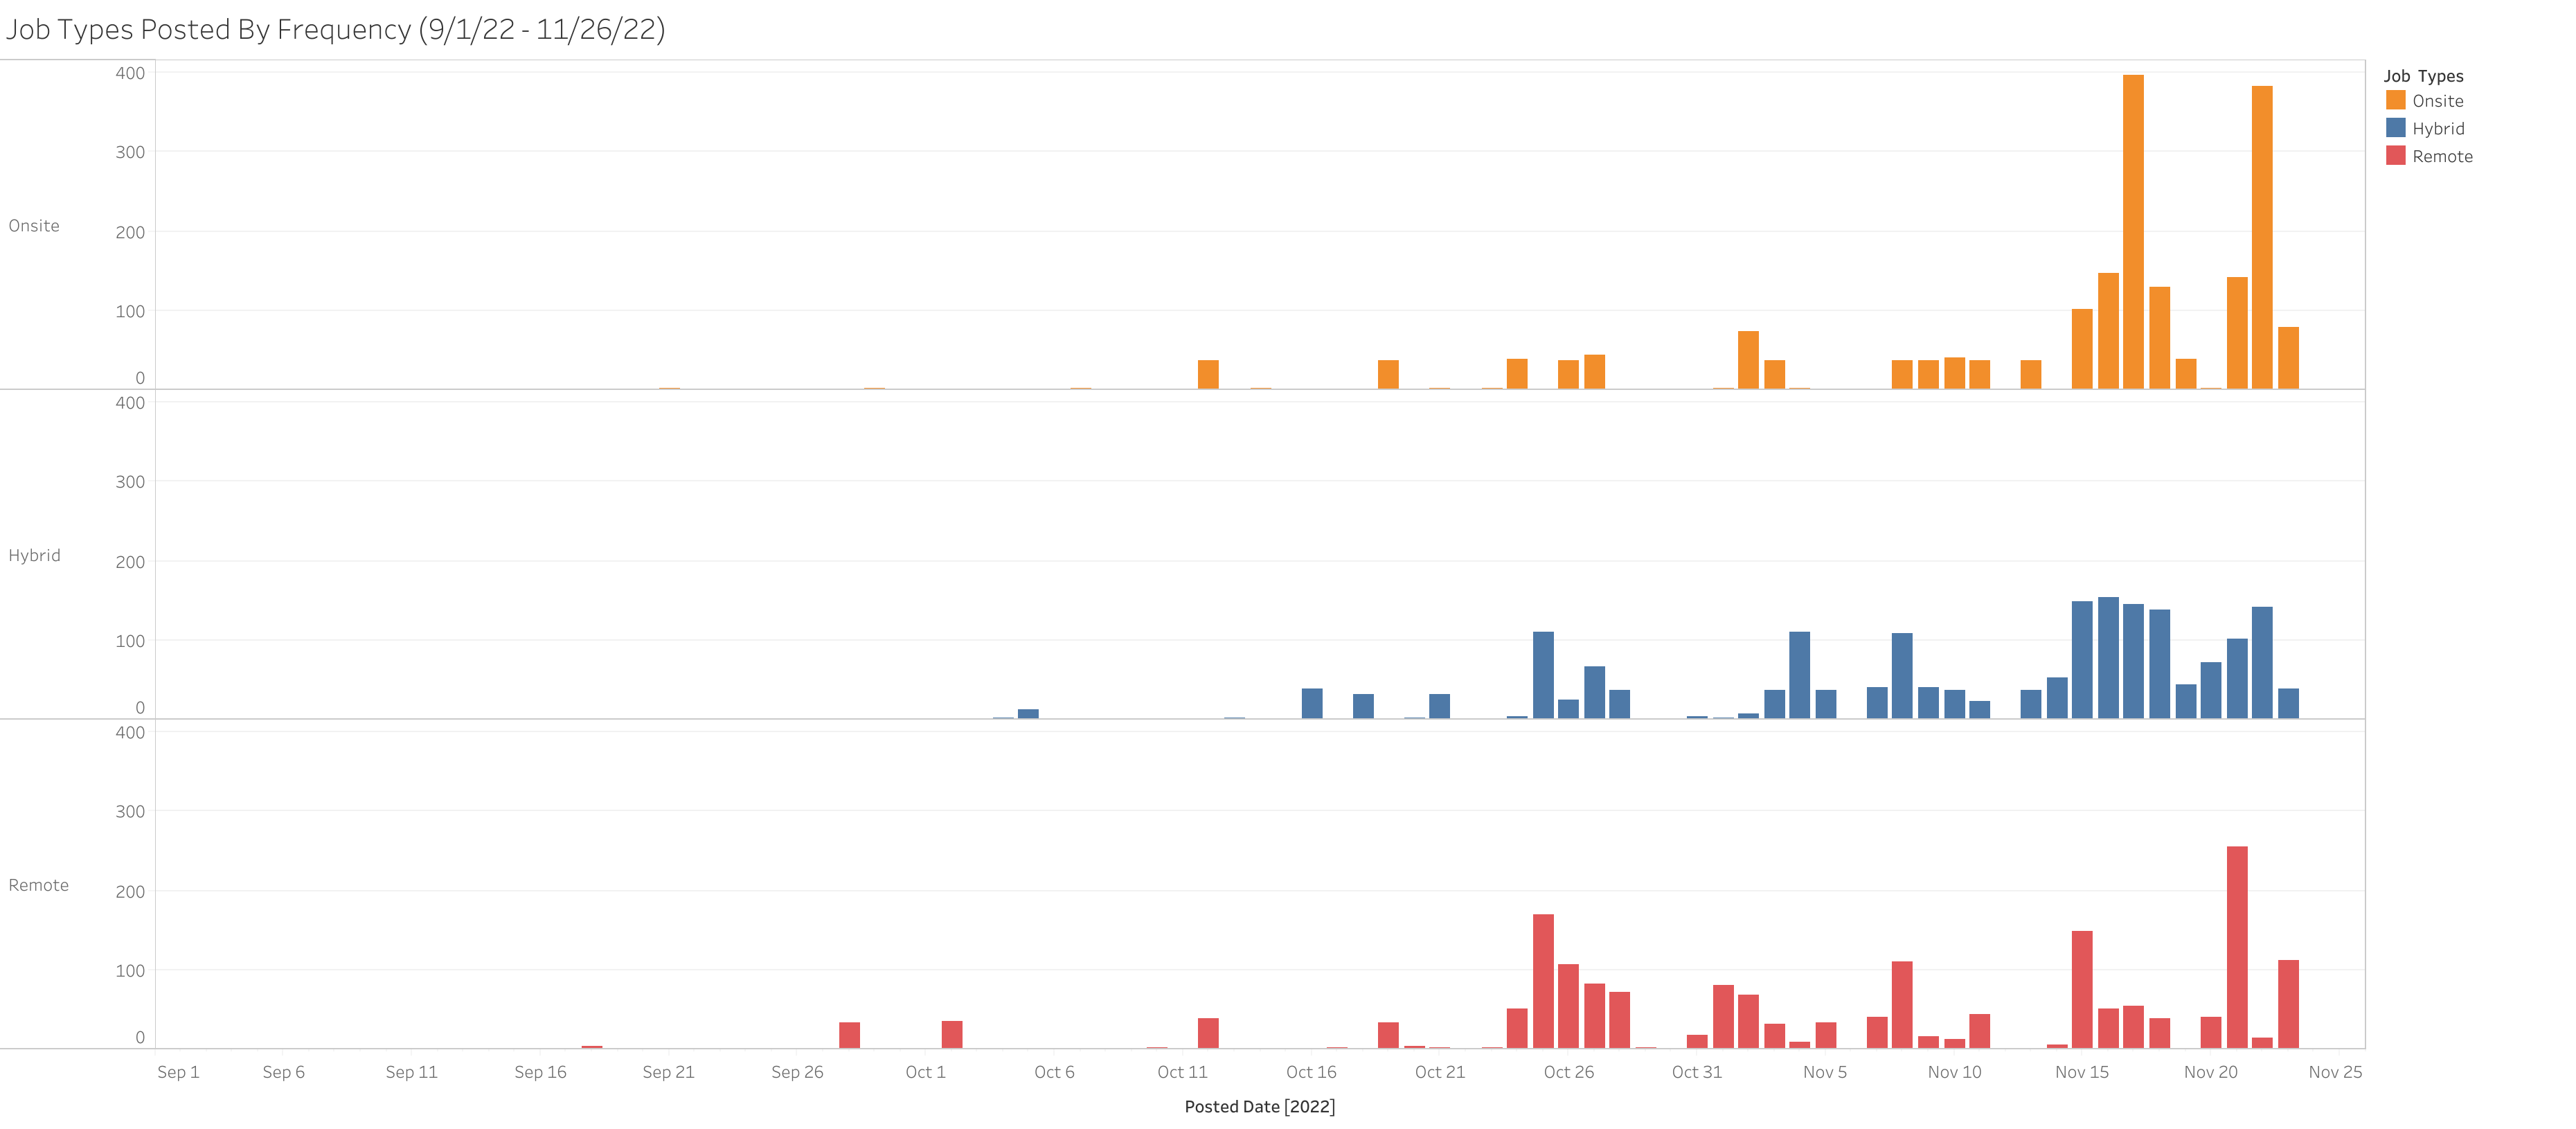 Job Types Posted By Frequency (9/1/22 - 11/26/22)
400
300
200
100
0
Onsite
400
300
200
100
0
Hybrid
400
300
200
100
0
Remote
Sep 1 Sep 6 Sep 11 Sep 16 Sep 21 Sep 26 Oct 1 Oct 6 Oct 11 Oct 16 Oct 21 Oct 26 Oct 31 Nov 5 Nov 10 Nov 15 Nov 20 Nov 25
Posted Date [2022]
Job Types
Onsite
Hybrid
Remote